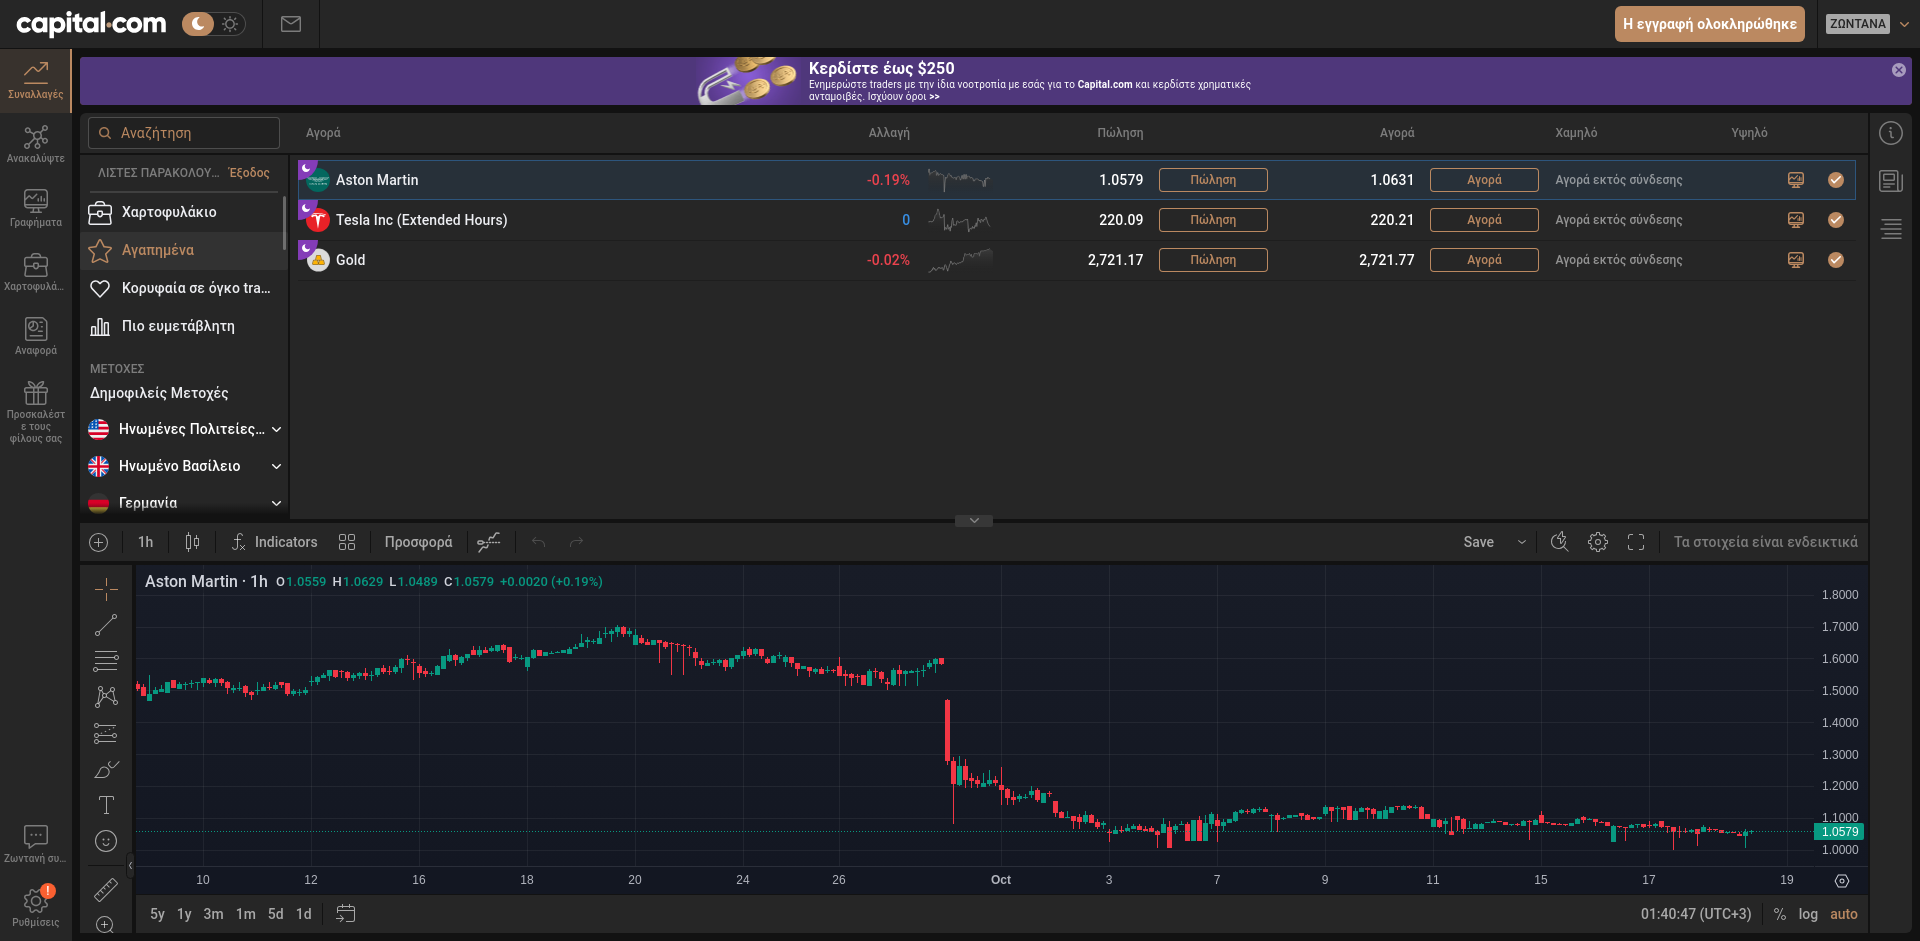 capital.com
Η εγγραφή ολοκληρώθηκε
ΖΩΝΤΑΝΑ
Συναλλαγές
Ανακαλύψτε
Γραφήματα
Χαρτοφυλά...
Αναφορά
Προσκαλέστ
ε τους
φίλους σας
Ζωντανή συ...
!
Ρυθμίσεις
Κερδίστε έως $250
Ενημερώστε traders με την ίδια νοοτροπία με εσάς για το Capital.com και κερδίστε χρηματικές
ανταμοιβές. Ισχύουν όροι >>
Αναζήτηση
ΛΙΣΤΕΣ ΠΑΡΑΚΟΛΟΥ... Έξοδος
Χαρτοφυλάκιο
Αγαπημένα
Κορυφαία σε όγκο tra...
Πιο ευμετάβλητη
ΜΕΤΟΧΕΣ
Δημοφιλείς Μετοχές
Ηνωμένες Πολιτείες...
Ηνωμένο Βασίλειο
Γερμανία
Αγορά Αλλαγή Πώληση Αγορά Χαμηλό Υψηλό
Aston Martin -0.19% 1.0579 Πώληση 1.0631 Αγορά Αγορά εκτός σύνδεσης
Tesla Inc (Extended Hours) 0 220.09 Πώληση 220.21 Αγορά Αγορά εκτός σύνδεσης
Gold -0.02% 2,721.17 Πώληση 2,721.77 Αγορά Αγορά εκτός σύνδεσης
1h Indicators Προσφορά Save Τα στοιχεία είναι ενδεικτικά
Aston Martin · 1h O1.0559 H1.0629 L1.0489 C1.0579 +0.0020 (+0.19%)
1.8000
1.7000
1.6000
1.5000
1.4000
1.3000
1.2000
1.1000
1.0579
1.0000
10 12 16 18 20 24 26 Oct 3 7 9 11 15 17 19
5y 1y 3m 1m 5d 1d 01:40:47 (UTC+3) % log auto